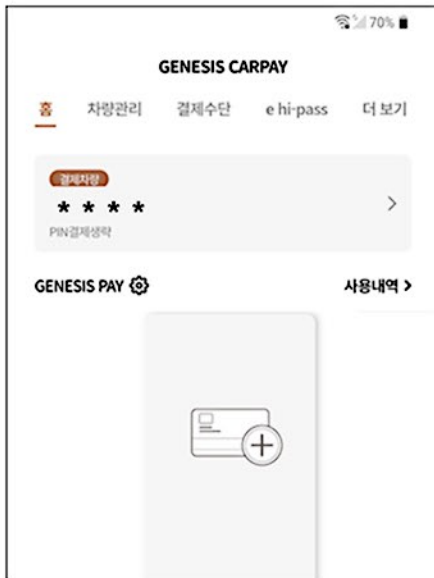 70%
GENESIS CARPAY
홈 차량관리 결제수단 e hi-pass 더 보기
결제차량
* * * *
PIN결제생략
GENESIS PAY 사용내역 >